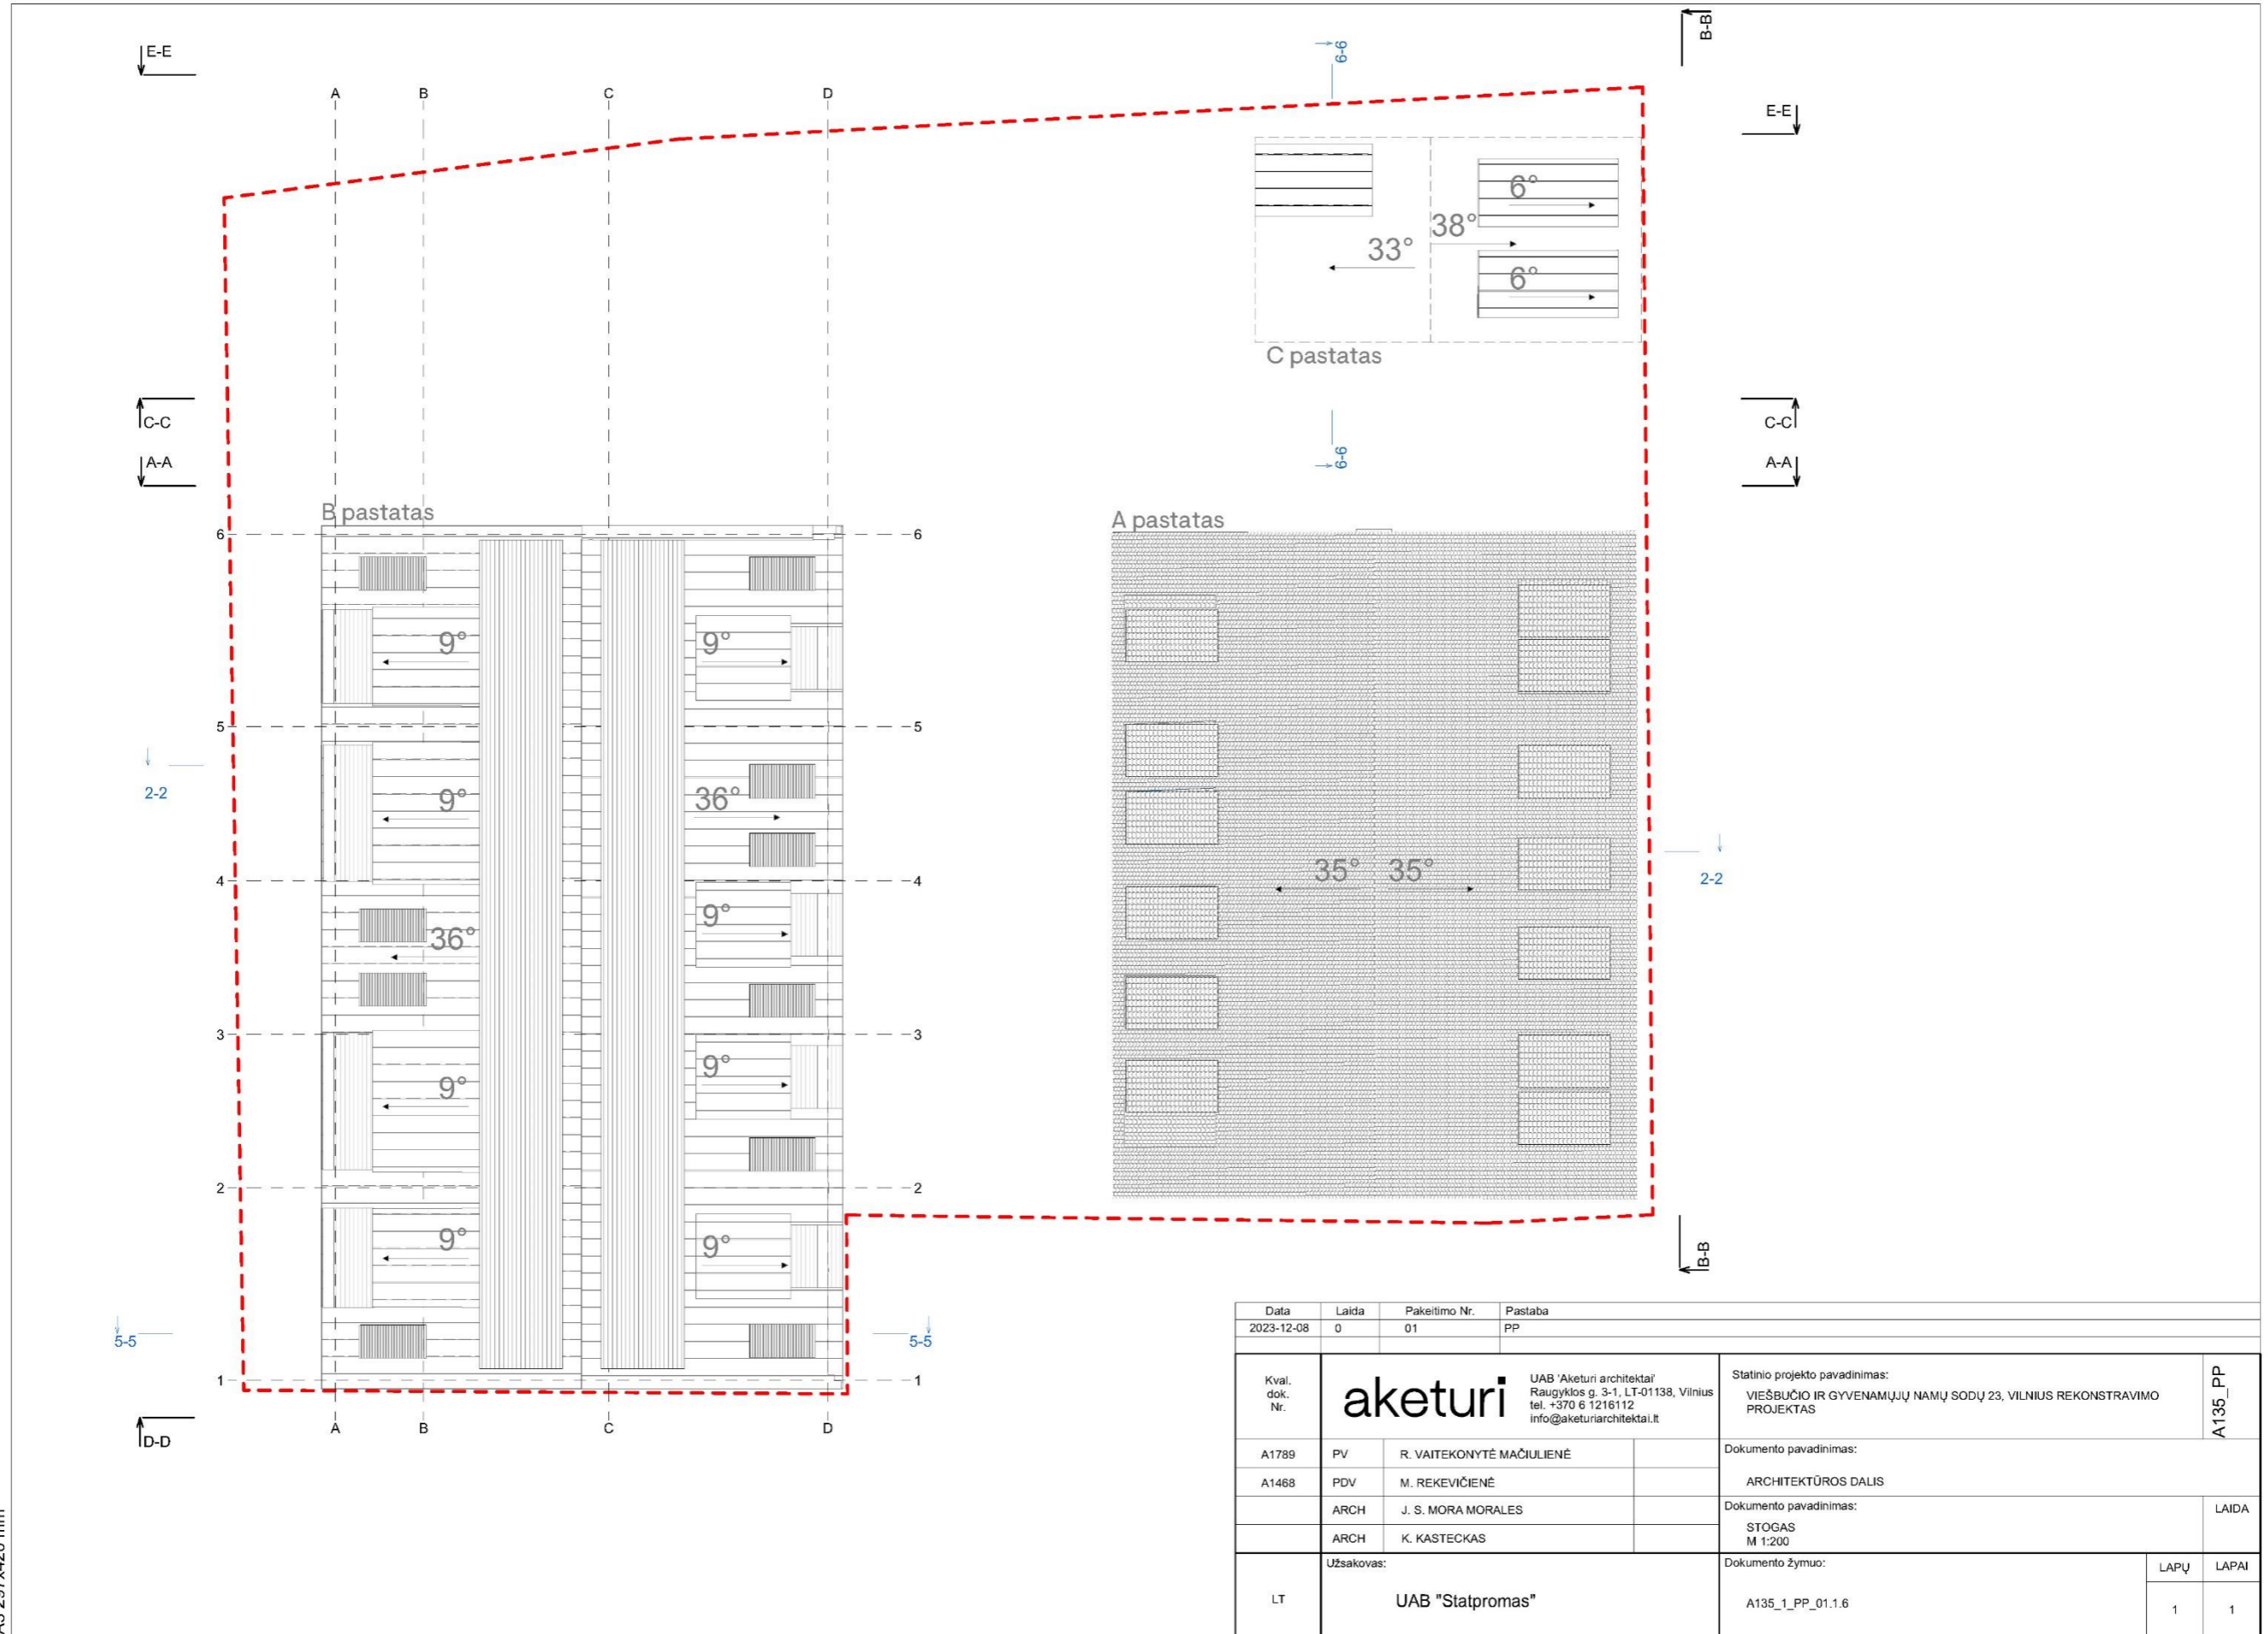 E-E
B-B
6-6
A
B
C
D
E-E
6°
38°
33°
6°
C pastatas
C-C
C-C
A-A
6-6
A-A
B pastatas
A pastatas
6
6
9°
9°
5
5
2-2
9°
36°
4
4
35°
35°
2-2
9°
36°
3
3
9°
9°
2
2
9°
9°
B-B
5-5
5-5
1
1
A
B
C
D
D-D
Data
Laida
Pakeitimo Nr.
Pastaba
2023-12-08
0
01
PP
Kval.
dok.
Nr.
aketuri
UAB 'Aketuri architektai'
Raugyklos g. 3-1, LT-01138, Vilnius
tel. +370 6 1216112
info@aketuriarchitektai.lt
Statinio projekto pavadinimas:
VIEŠBUČIO IR GYVENAMŲJŲ NAMŲ SODŲ 23, VILNIUS REKONSTRAVIMO
PROJEKTAS
A135_PP
A1789
PV
R. VAITEKONYTĖ MAČIULIENĖ
Dokumento pavadinimas:
ARCHITEKTŪROS DALIS
A1468
PDV
M. REKEVIČIENĖ
ARCH
J. S. MORA MORALES
Dokumento pavadinimas:
STOGAS
M 1:200
LAIDA
ARCH
K. KASTECKAS
LT
Užsakovas:
UAB "Statpromas"
Dokumento žymuo:
A135_1_PP_01.1.6
LAPŲ
LAPAI
1
1